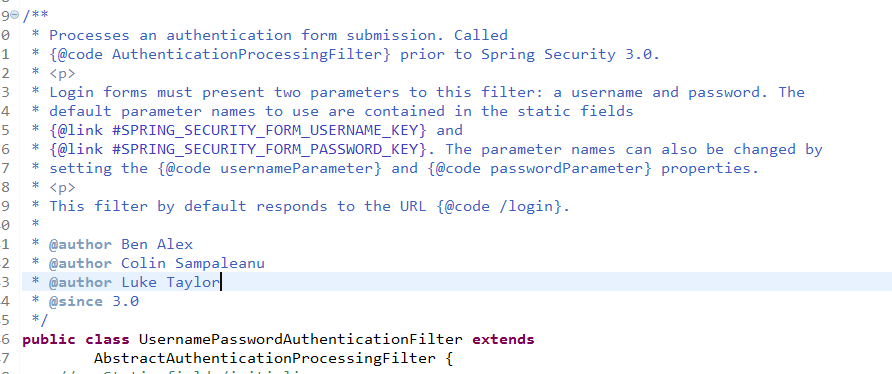 9 /**
0 * Processes an authentication form submission. Called
1 * {@code AuthenticationProcessingFilter} prior to Spring Security 3.0.
2 * <p>
3 * Login forms must present two parameters to this filter: a username and password. The
4 * default parameter names to use are contained in the static fields
5 * {@link #SPRING_SECURITY_FORM_USERNAME_KEY} and
6 * {@link #SPRING_SECURITY_FORM_PASSWORD_KEY}. The parameter names can also be changed by
7 * setting the {@code usernameParameter} and {@code passwordParameter} properties.
8 * <p>
9 * This filter by default responds to the URL {@code /login}.
0 *
1 * @author Ben Alex
2 * @author Colin Sampaleanu
3 * @author Luke Taylor
4 * @since 3.0
5 */
6 public class UsernamePasswordAuthenticationFilter extends
7 AbstractAuthenticationProcessingFilter {